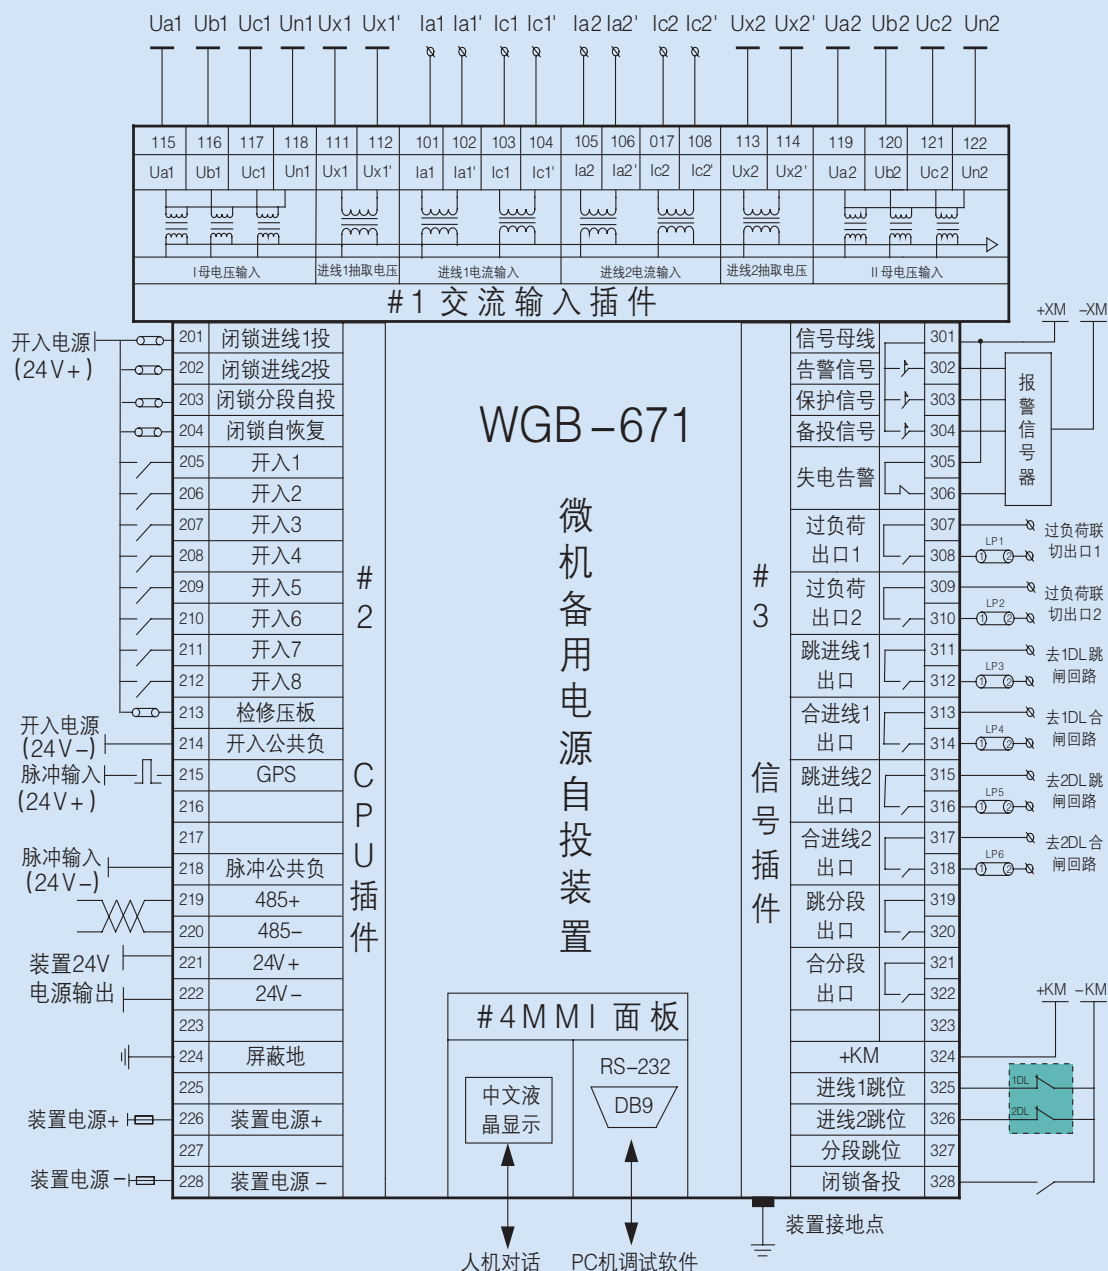 Ua1 Ub1 Uc1 Un1 Ux1 Ux1' Ia1 Ia1' Ic1 Ic1' Ia2 Ia2' Ic2 Ic2' Ux2 Ux2' Ua2 Ub2 Uc2 Un2
115 116 117 118 111 112 101 102 103 104 105 106 017 108 113 114 119 120 121 122
Ua1 Ub1 Uc1 Un1 Ux1 Ux1' Ia1 Ia1' Ic1 Ic1' Ia2 Ia2' Ic2 Ic2' Ux2 Ux2' Ua2 Ub2 Uc2 Un2
I母电压输入 进线1抽取电压 进线1电流输入 进线2电流输入 进线2抽取电压 II母电压输入
#1交流输入插件
开入电源
(24V+)
201 闭锁进线1投
202 闭锁进线2投
203 闭锁分段自投
204 闭锁自恢复
205 开入1
206 开入2
207 开入3
208 开入4
209 开入5
210 开入6
211 开入7
212 开入8
213 检修压板
开入电源
(24V-)
214 开入公共负
脉冲输入
(24V+)
215 GPS
216
217
脉冲输入
(24V-)
218 脉冲公共负
219 485+
220 485-
装置24V
电源输出
221 24V+
222 24V-
223
224 屏蔽地
225
装置电源+
226 装置电源+
227
装置电源-
228 装置电源-
#2CPU插件
WGB-671
微机备用电源自投装置
#4MMI面板
中文液
晶显示
RS-232
DB9
人机对话
PC机调试软件
#3信号插件
+XM -XM
信号母线 301
告警信号 302
保护信号 303
备投信号 304
失电告警
305
306
报警信号器
过负荷
出口1
307
308
LP1
1 2
过负荷联
切出口1
过负荷
出口2
309
310
LP2
1 2
过负荷联
切出口2
跳进线1
出口
311
312
LP3
1 2
去1DL跳
闸回路
合进线1
出口
313
314
LP4
1 2
去1DL合
闸回路
跳进线2
出口
315
316
LP5
1 2
去2DL跳
闸回路
合进线2
出口
317
318
LP6
1 2
去2DL合
闸回路
跳分段
出口
319
320
合分段
出口
321
322
323
+KM -KM
+KM 324
进线1跳位 325
1DL
进线2跳位 326
2DL
分段跳位 327
闭锁备投 328
装置接地点